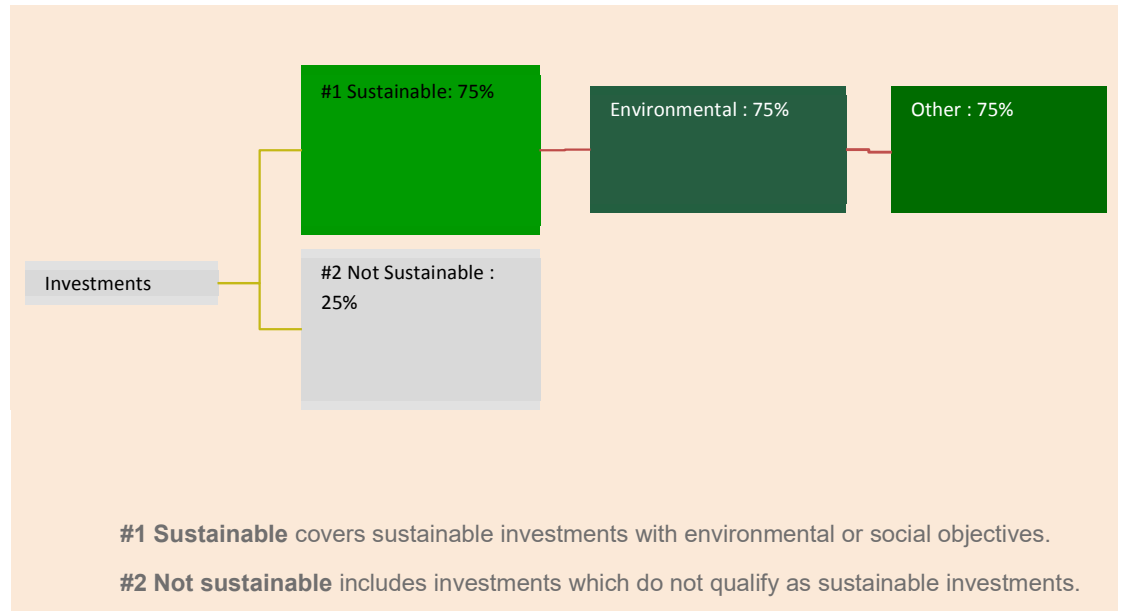 #1 Sustainable: 75%
Environmental : 75%
Other : 75%
Investments
#2 Not Sustainable :
25%
#1 Sustainable covers sustainable investments with environmental or social objectives.
#2 Not sustainable includes investments which do not qualify as sustainable investments.